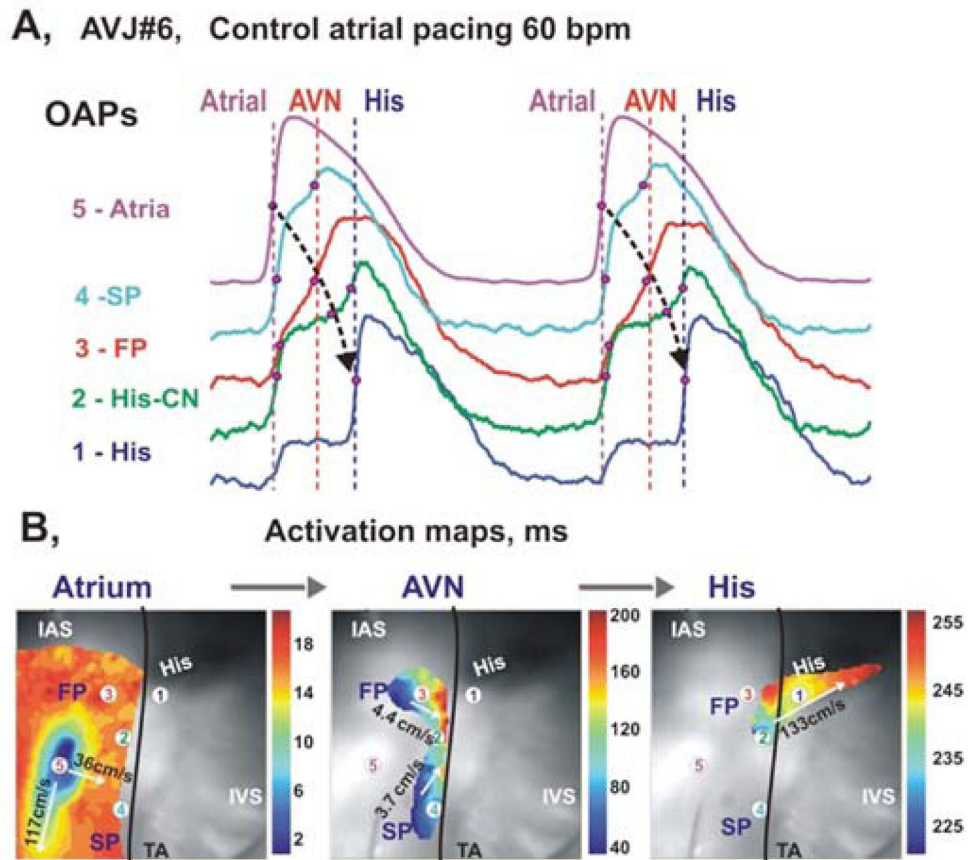 A, AVJ#6, Control atrial pacing 60 bpm
OAPs
Atrial AVN His Atrial AVN His
5 - Atria
4 -SP
3 - FP
2 - His-CN
1 - His
B, Activation maps, ms
Atrium AVN His
IAS
His
FP 3 1
2
5 36cm/s
117cm/s
4
SP
IVS
TA
18
14
10
6
2
IAS
His
FP 3 1
4.4 cm/s
2
5
3.7 cm/s
4
SP
IVS
TA
200
160
120
80
40
IAS
His
FP 3 1
2
133cm/s
5
4
SP
IVS
TA
255
245
235
225